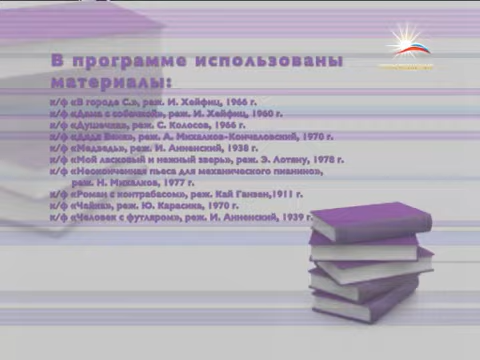 В программе использованы
материалы:
к/ф «В городе С.», реж. И. Хейфиц, 1966 г.
к/ф «Дама с собачкой», реж. И. Хейфиц, 1960 г.
к/ф «Душечка», реж. С. Колосов, 1966 г.
к/ф «Дядя Ваня», реж. А. Михалков-Кончаловский, 1970 г.
к/ф «Медведь», реж. И. Анненский, 1938 г.
к/ф «Мой ласковый и нежный зверь», реж. Э. Лотяну, 1978 г.
к/ф «Неоконченная пьеса для механического пианино»,
реж. Н. Михалков, 1977 г.
к/ф «Роман с контрабасом», реж. Кай Ганзен,1911 г.
к/ф «Чайка», реж. Ю. Карасик, 1970 г.
к/ф «Человек с футляром», реж. И. Анненский, 1939 г.